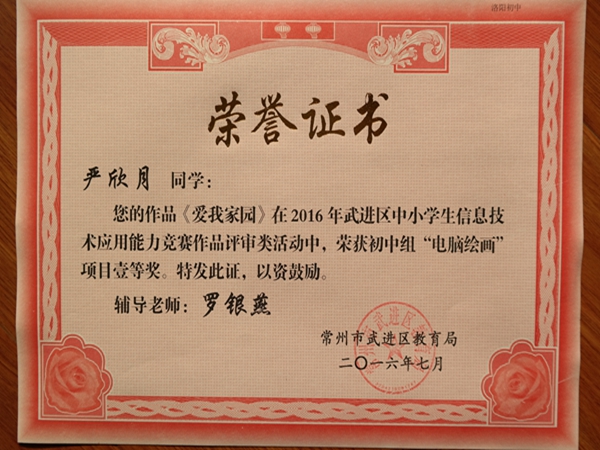 洛阳初中
荣誉证书
严欣月 同学：
您的作品《爱我家园》在2016年武进区中小学生信息技
术应用能力竞赛作品评审类活动中，荣获初中组“电脑绘画”
项目壹等奖。特发此证，以资鼓励。
辅导老师：罗银燕
常州市武进区教育局
二〇一六年七月